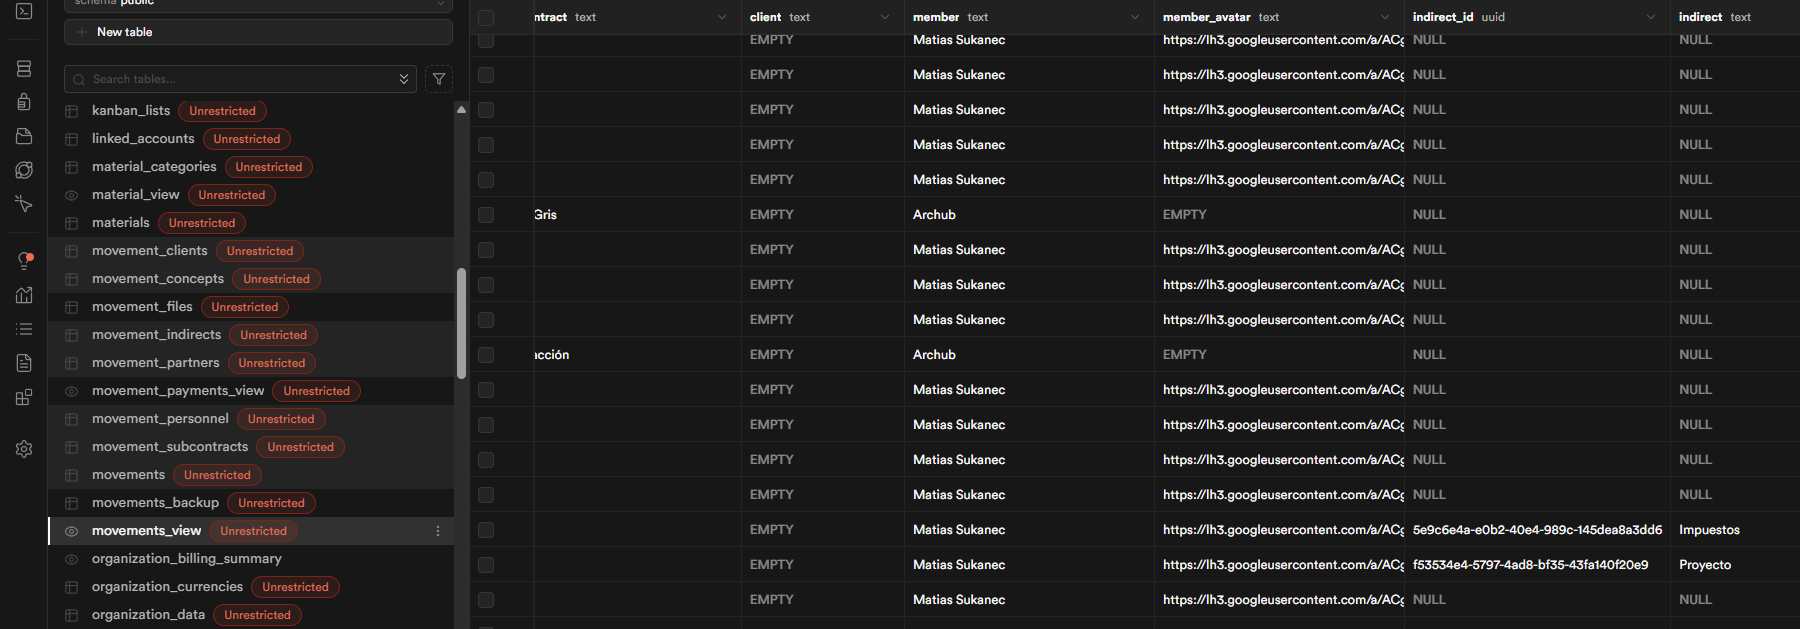 schema public
New table
Search tables...
kanban_lists Unrestricted
linked_accounts Unrestricted
material_categories Unrestricted
material_view Unrestricted
materials Unrestricted
movement_clients Unrestricted
movement_concepts Unrestricted
movement_files Unrestricted
movement_indirects Unrestricted
movement_partners Unrestricted
movement_payments_view Unrestricted
movement_personnel Unrestricted
movement_subcontracts Unrestricted
movements Unrestricted
movements_backup Unrestricted
movements_view Unrestricted
organization_billing_summary
organization_currencies Unrestricted
organization_data Unrestricted
ntract text client text member text member_avatar text indirect_id uuid indirect text
EMPTY Matias Sukanec https://lh3.googleusercontent.com/a/ACg NULL NULL
EMPTY Matias Sukanec https://lh3.googleusercontent.com/a/ACg NULL NULL
EMPTY Matias Sukanec https://lh3.googleusercontent.com/a/ACg NULL NULL
EMPTY Matias Sukanec https://lh3.googleusercontent.com/a/ACg NULL NULL
EMPTY Matias Sukanec https://lh3.googleusercontent.com/a/ACg NULL NULL
Gris EMPTY Archub EMPTY NULL NULL
EMPTY Matias Sukanec https://lh3.googleusercontent.com/a/ACg NULL NULL
EMPTY Matias Sukanec https://lh3.googleusercontent.com/a/ACg NULL NULL
EMPTY Matias Sukanec https://lh3.googleusercontent.com/a/ACg NULL NULL
acción EMPTY Archub EMPTY NULL NULL
EMPTY Matias Sukanec https://lh3.googleusercontent.com/a/ACg NULL NULL
EMPTY Matias Sukanec https://lh3.googleusercontent.com/a/ACg NULL NULL
EMPTY Matias Sukanec https://lh3.googleusercontent.com/a/ACg NULL NULL
EMPTY Matias Sukanec https://lh3.googleusercontent.com/a/ACg NULL NULL
EMPTY Matias Sukanec https://lh3.googleusercontent.com/a/ACg 5e9c6e4a-e0b2-40e4-989c-145dea8a3dd6 Impuestos
EMPTY Matias Sukanec https://lh3.googleusercontent.com/a/ACg f53534e4-5797-4ad8-bf35-43fa140f20e9 Proyecto
EMPTY Matias Sukanec https://lh3.googleusercontent.com/a/ACg NULL NULL